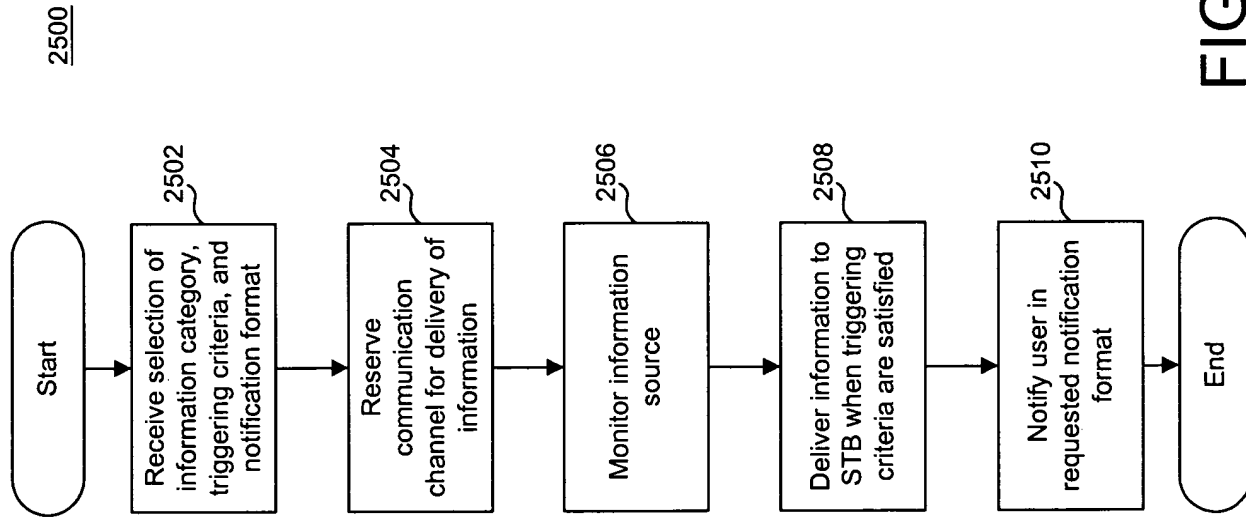 2500
Start
Receive selection of
information category,
triggering criteria, and
notification format
2502
Reserve
communication
channel for delivery of
information
2504
Monitor information
source
2506
Deliver information to
STB when triggering
criteria are satisfied
2508
Notify user in
requested notification
format
2510
End
FIG